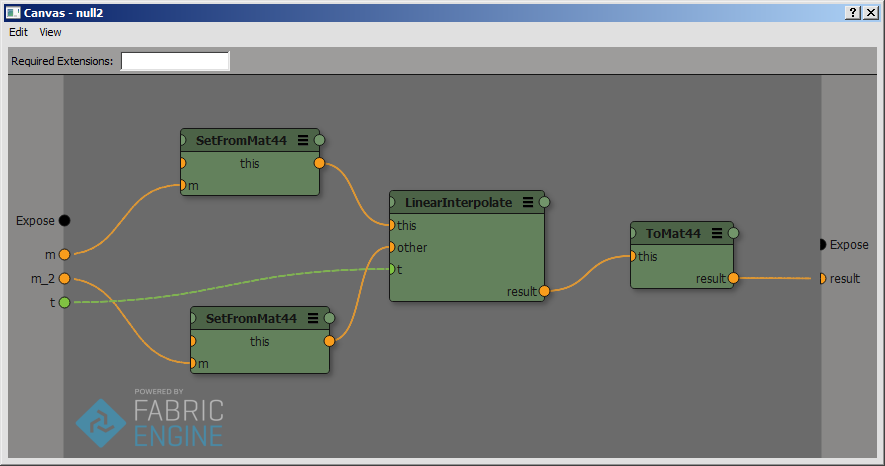 Canvas - null2
Edit View
Required Extensions:
SetFromMat44
this
m
LinearInterpolate
this
other
t
result
ToMat44
this
result
Expose
m
m_2
t
Expose
result
SetFromMat44
this
m
POWERED BY
FABRIC
ENGINE